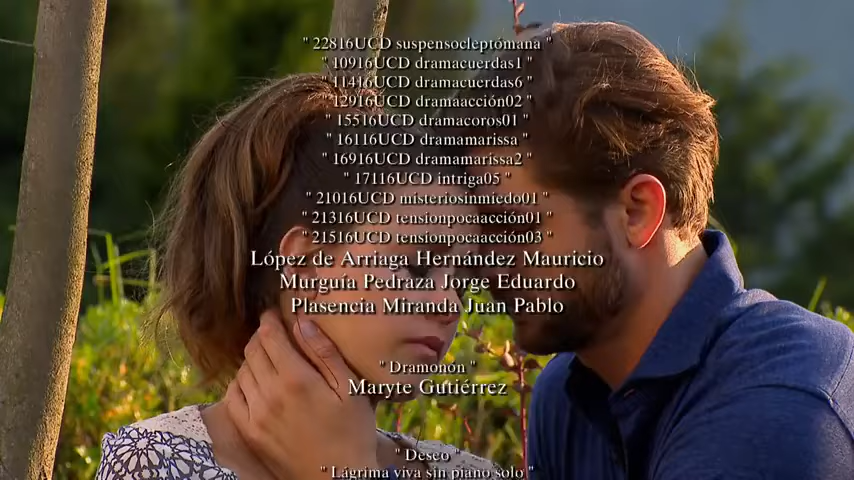 " 22816UCD suspensocleptómana "
" 10916UCD dramacuerdas1 "
" 11416UCD dramacuerdas6 "
" 12916UCD dramaacción02 "
" 15516UCD dramacoros01 "
" 16116UCD dramamarissa "
" 16916UCD dramamarissa2 "
" 17116UCD intriga05 "
" 21016UCD misteriosinmiedo01 "
" 21316UCD tensionpocaacción01 "
" 21516UCD tensionpocaacción03 "
López de Arriaga Hernández Mauricio
Murguía Pedraza Jorge Eduardo
Plasencia Miranda Juan Pablo
" Dramonón "
Maryte Gutiérrez
" Deseo "
" Lágrima viva sin piano solo "